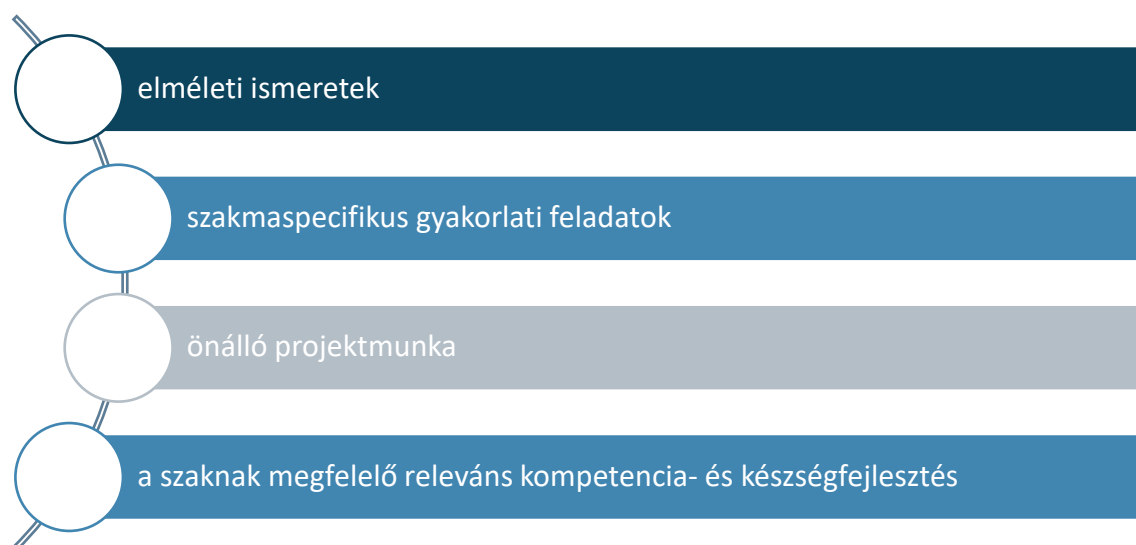 elméleti ismeretek
szakmaspecifikus gyakorlati feladatok
önálló projektmunka
a szaknak megfelelő releváns kompetencia- és készségfejlesztés